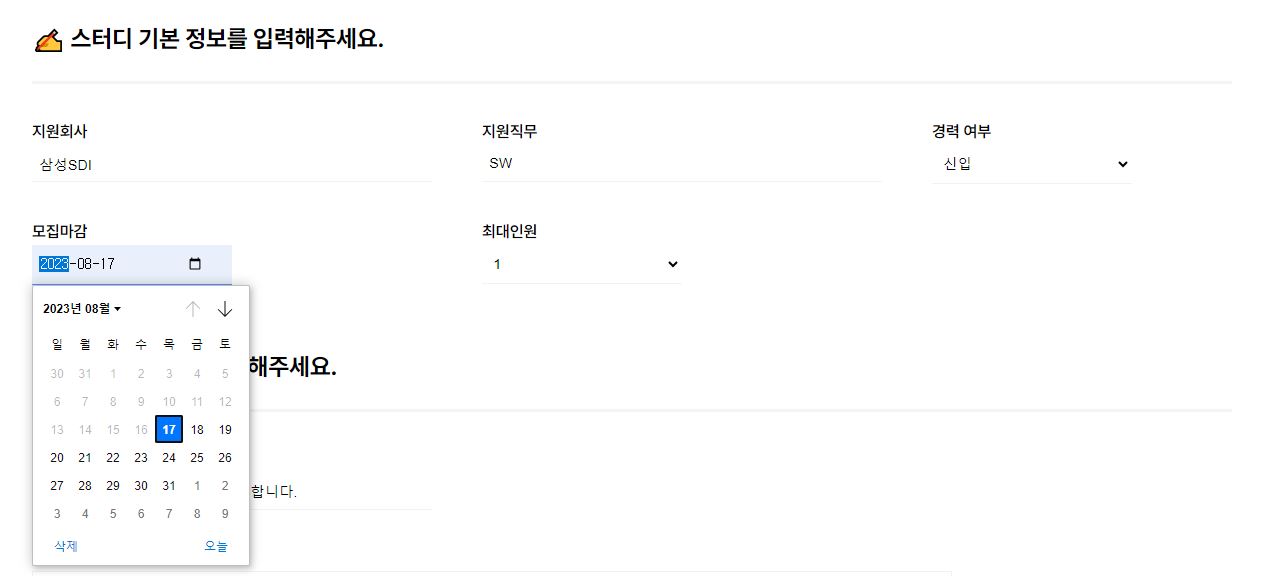 ✍ 스터디 기본 정보를 입력해주세요.
지원회사 지원직무 경력 여부
삼성SDI SW 신입
모집마감 최대인원
2023-08-17 1
2023년 08월
일 월 화 수 목 금 토
30 31 1 2 3 4 5
해주세요.
6 7 8 9 10 11 12
13 14 15 16 17 18 19
20 21 22 23 24 25 26
27 28 29 30 31 1 2
합니다.
3 4 5 6 7 8 9
삭제 오늘